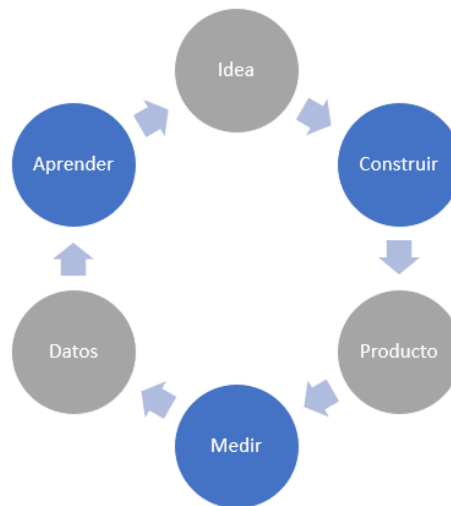 Idea
Construir
Producto
Medir
Datos
Aprender